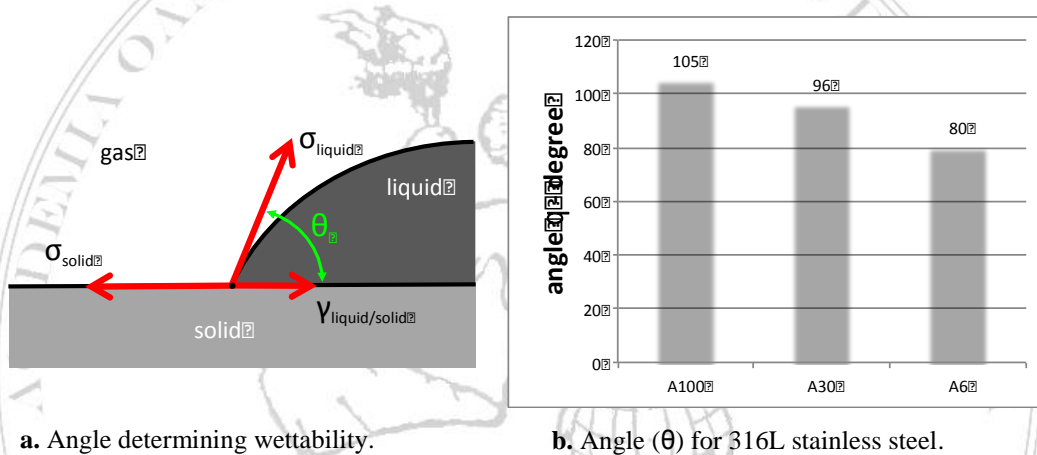 gas
σliquid
liquid
θ
σsolid
γliquid/solid
solid
a. Angle determining wettability.
angle q degree
120
100
80
60
40
20
0
105
96
80
A100
A30
A6
b. Angle (θ) for 316L stainless steel.
DEMIA